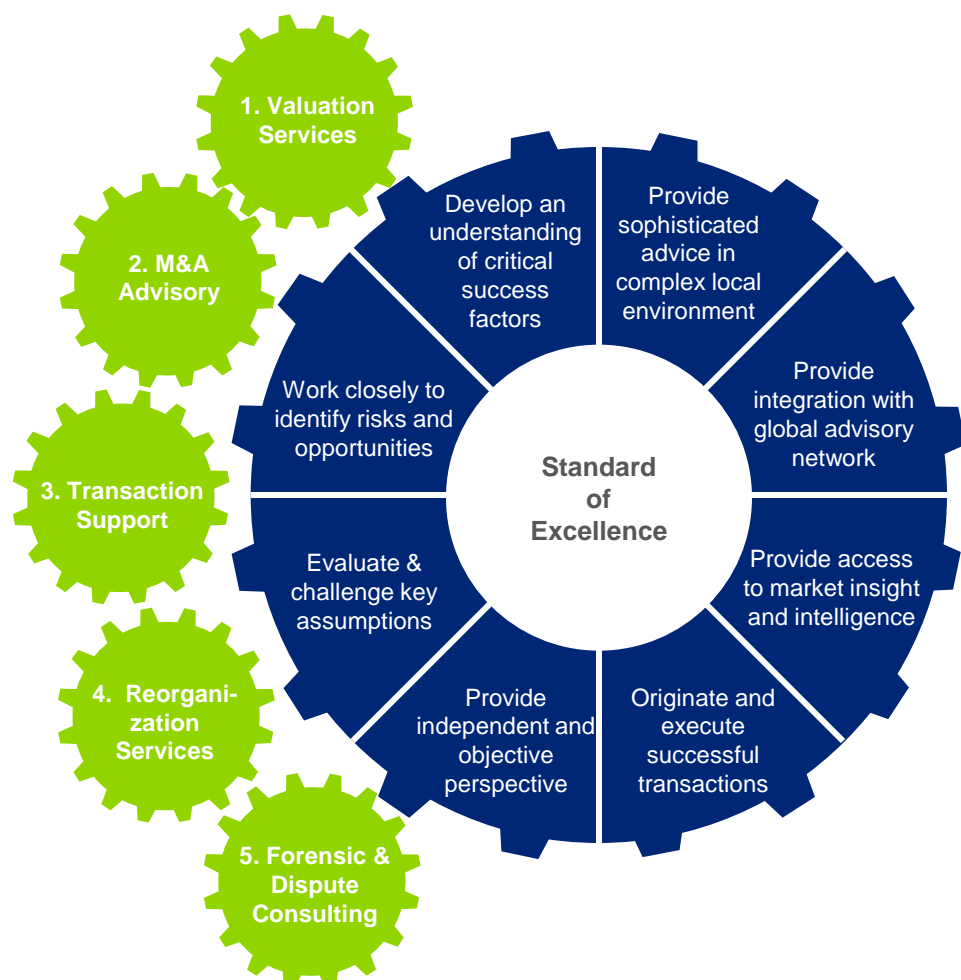 1. Valuation
Services
2. M&A
Advisory
3. Transaction
Support
4.  Reorgani-
zation
Services
5. Forensic &
Dispute
Consulting
Develop an
understanding
of critical
success
factors
Provide
sophisticated
advice in
complex local
environment
Work closely to
identify risks and
opportunities
Provide
integration with
global advisory
network
Standard
of
Excellence
Evaluate &
challenge key
assumptions
Provide access
to market insight
and intelligence
Provide
independent and
objective
perspective
Originate and
execute
successful
transactions